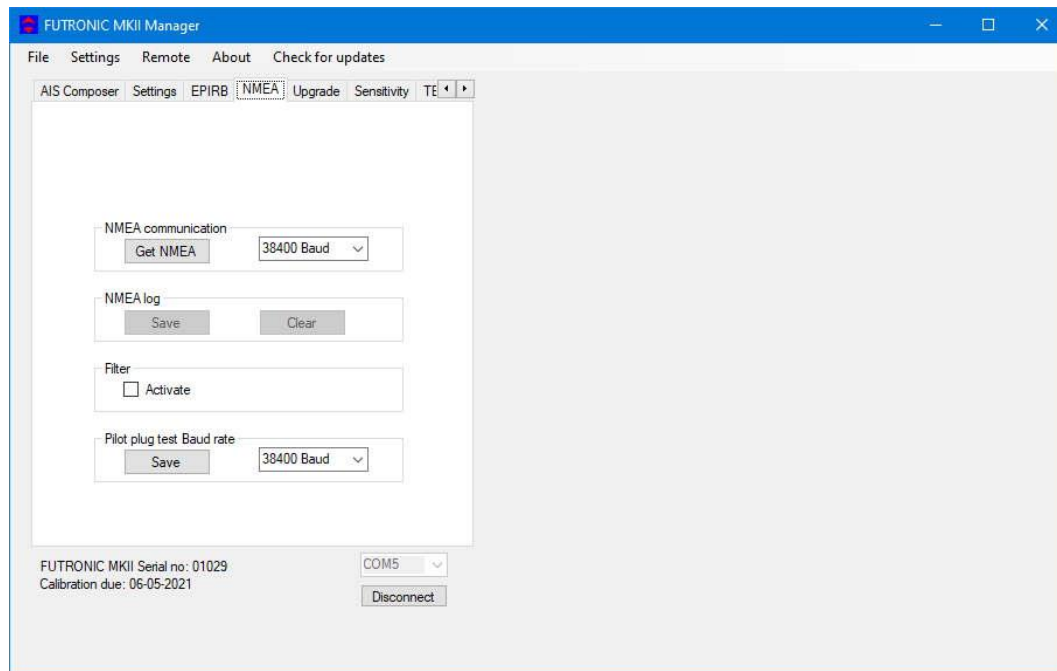 FUTRONIC MKII Manager
File Settings Remote About Check for updates
AIS Composer Settings EPIRB NMEA Upgrade Sensitivity TE
NMEA communication
Get NMEA 38400 Baud
NMEA log
Save Clear
Filter
Activate
Pilot plug test Baud rate
Save 38400 Baud
FUTRONIC MKII Serial no: 01029 COM5
Calibration due: 06-05-2021
Disconnect